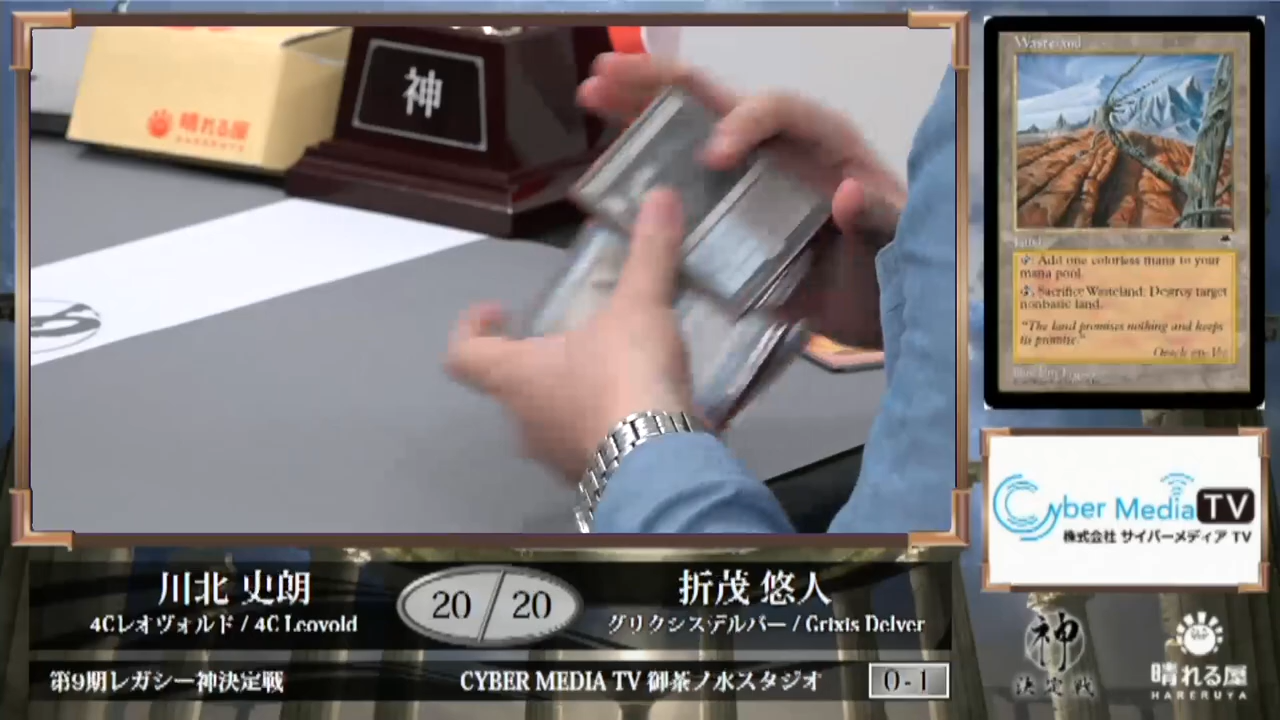 神
晴れる屋
HARERUYA
Wasteland
Land
: Add one colorless mana to your
mana pool.
, Sacrifice Wasteland: Destroy target
nonbasic land.
"The land promises nothing and keeps
its promise."
Oracle en-Vec
Cyber Media TV
株式会社 サイバーメディア TV
川北 史朗
4Cレオヴォルド / 4C Leovold
20 / 20
折茂 悠人
グリクシスデルバー / Grixis Delver
第9期レガシー神決定戦
CYBER MEDIA TV 御茶ノ水スタジオ
0-1
神
決定戦
晴れる屋
HARERUYA